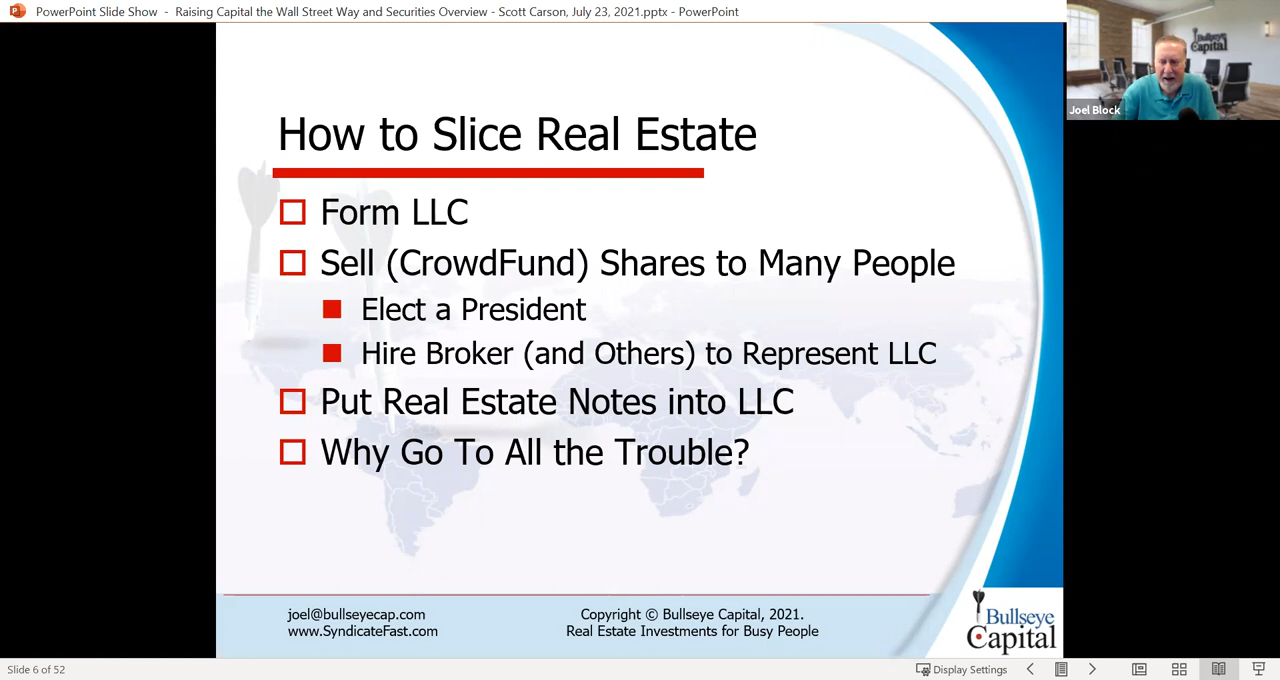 PowerPoint Slide Show - Raising Capital the Wall Street Way and Securities Overview - Scott Carson, July 23, 2021.pptx - PowerPoint
Bullseye
Capital
Joel Block
How to Slice Real Estate
Form LLC
Sell (CrowdFund) Shares to Many People
Elect a President
Hire Broker (and Others) to Represent LLC
Put Real Estate Notes into LLC
Why Go To All the Trouble?
joel@bullseyecap.com
www.SyndicateFast.com
Copyright © Bullseye Capital, 2021.
Real Estate Investments for Busy People
Bullseye
Capital
Slide 6 of 52
Display Settings